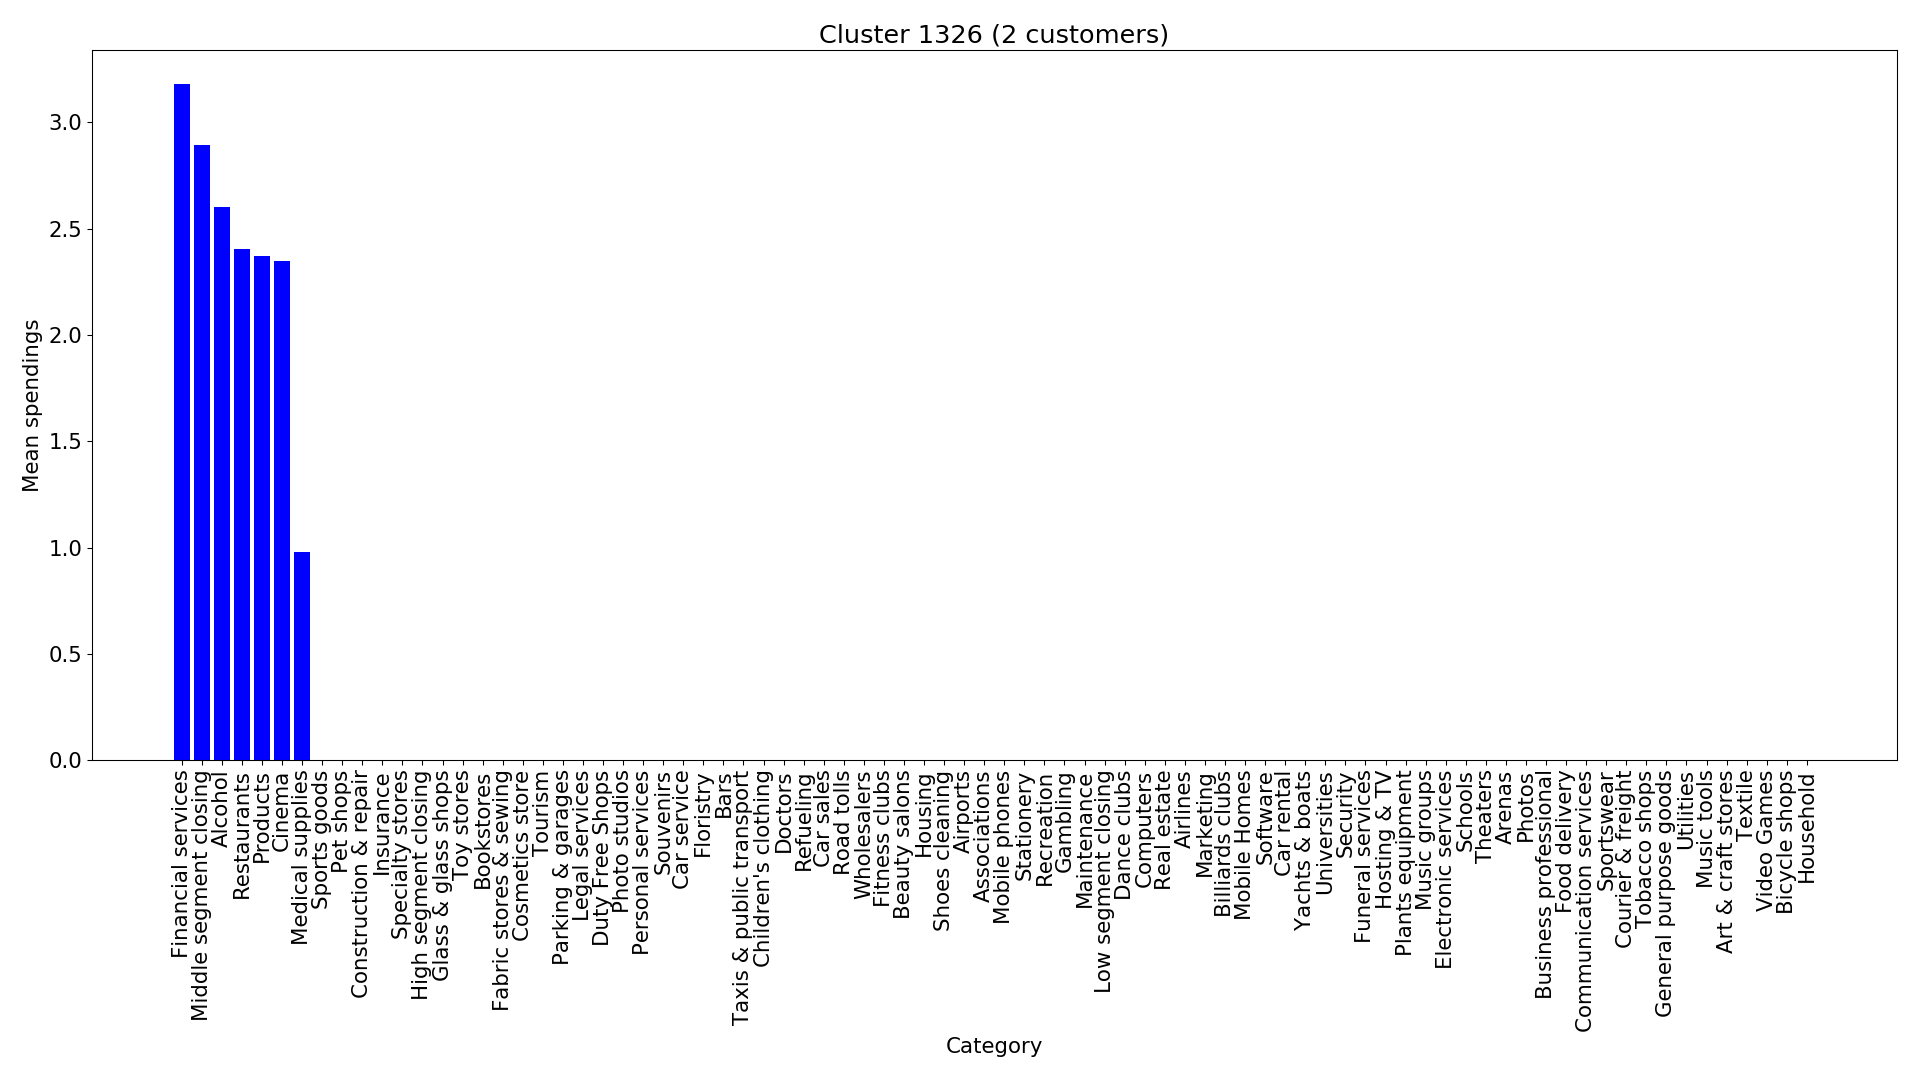 Cluster 1326 (2 customers)
Mean spendings
3.0
2.5
2.0
1.5
1.0
0.5
0.0
Financial services
Middle segment closing
Alcohol
Restaurants
Products
Cinema
Medical supplies
Sports goods
Pet shops
Construction & repair
Insurance
Specialty stores
High segment closing
Glass & glass shops
Toy stores
Bookstores
Fabric stores & sewing
Cosmetics store
Tourism
Parking & garages
Legal services
Duty Free Shops
Photo studios
Personal services
Souvenirs
Car service
Floristry
Bars
Taxis & public transport
Children's clothing
Doctors
Refueling
Car sales
Road tolls
Wholesalers
Fitness clubs
Beauty salons
Housing
Shoes cleaning
Airports
Associations
Mobile phones
Stationery
Recreation
Gambling
Maintenance
Low segment closing
Dance clubs
Computers
Real estate
Airlines
Marketing
Billiards clubs
Mobile Homes
Software
Car rental
Yachts & boats
Universities
Security
Funeral services
Hosting & TV
Plants equipment
Music groups
Electronic services
Schools
Theaters
Arenas
Photos
Business professional
Food delivery
Communication services
Sportswear
Courier & freight
Tobacco shops
General purpose goods
Utilities
Music tools
Art & craft stores
Textile
Video Games
Bicycle shops
Household
Category